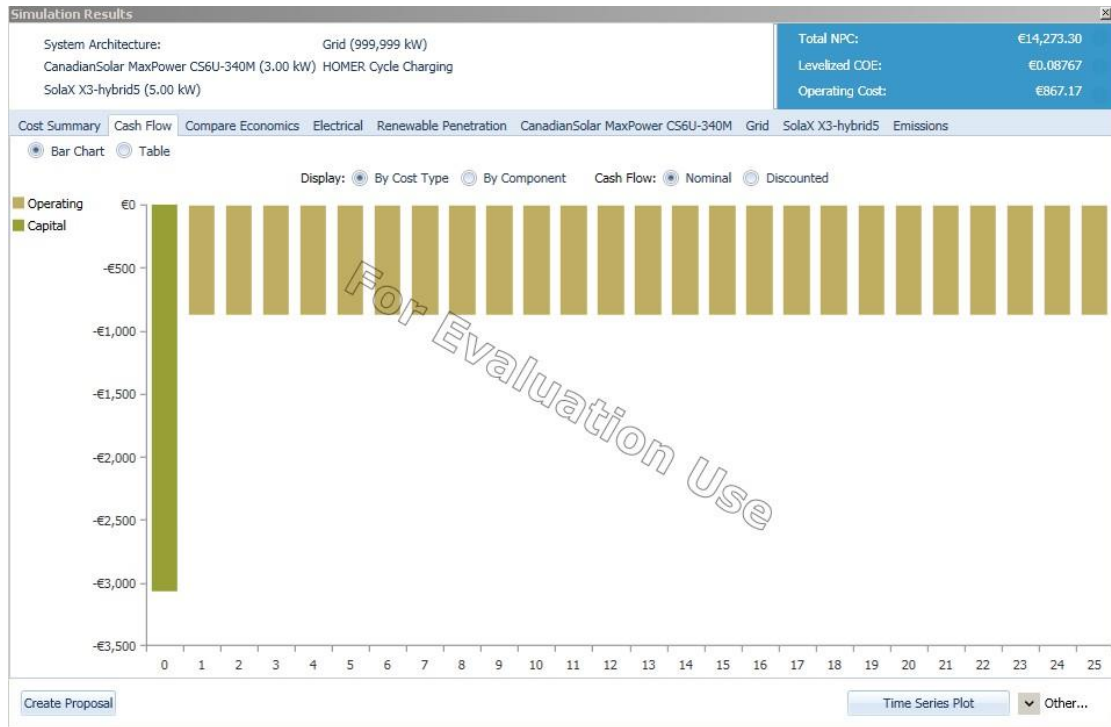 Simulation Results
System Architecture: Grid (999,999 kW)
CanadianSolar MaxPower CS6U-340M (3.00 kW) HOMER Cycle Charging
SolaX X3-hybrid5 (5.00 kW)
Total NPC: €14,273.30
Levelized COE: €0.08767
Operating Cost: €867.17
Cost Summary Cash Flow Compare Economics Electrical Renewable Penetration CanadianSolar MaxPower CS6U-340M Grid SolaX X3-hybrid5 Emissions
Bar Chart Table
Display: By Cost Type By Component Cash Flow: Nominal Discounted
Operating
Capital
€0
-€500
-€1,000
-€1,500
-€2,000
-€2,500
-€3,000
-€3,500
0 1 2 3 4 5 6 7 8 9 10 11 12 13 14 15 16 17 18 19 20 21 22 23 24 25
For Evaluation Use
Create Proposal Time Series Plot Other...